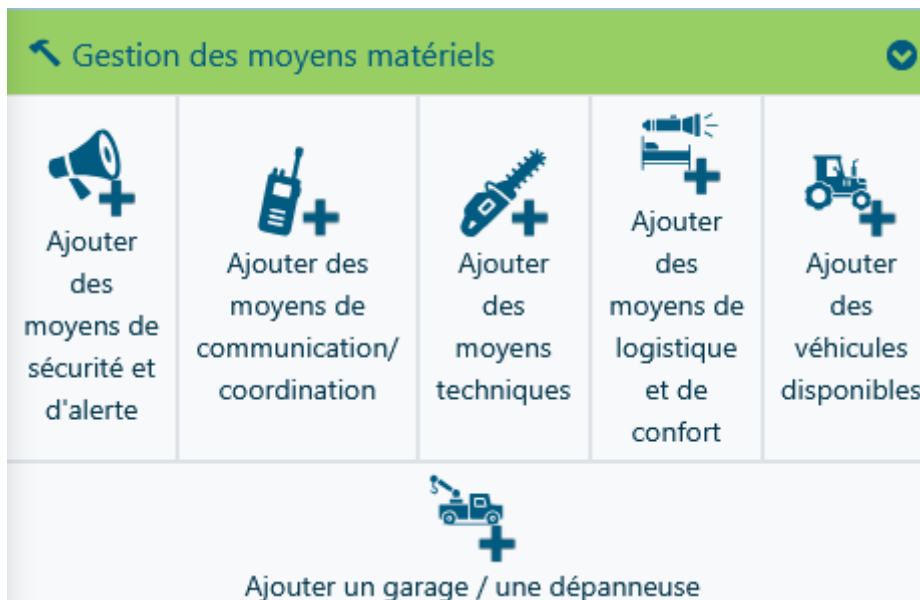 Gestion des moyens matériels
Ajouter
des
moyens de
sécurité et
d'alerte
Ajouter des
moyens de
communication/
coordination
Ajouter
des
moyens
techniques
Ajouter
des
moyens de
logistique
et de
confort
Ajouter
des
véhicules
disponibles
Ajouter un garage / une dépanneuse